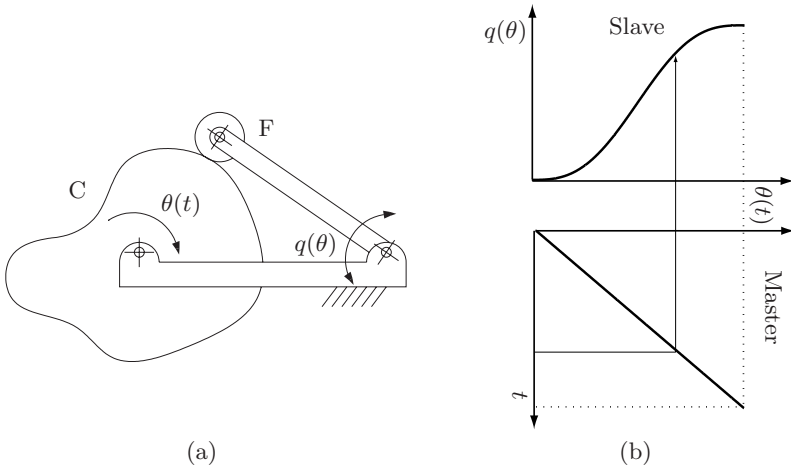 F
C
θ(t)
q(θ)
(a)
q(θ)
Slave
θ(t)
Master
t
(b)